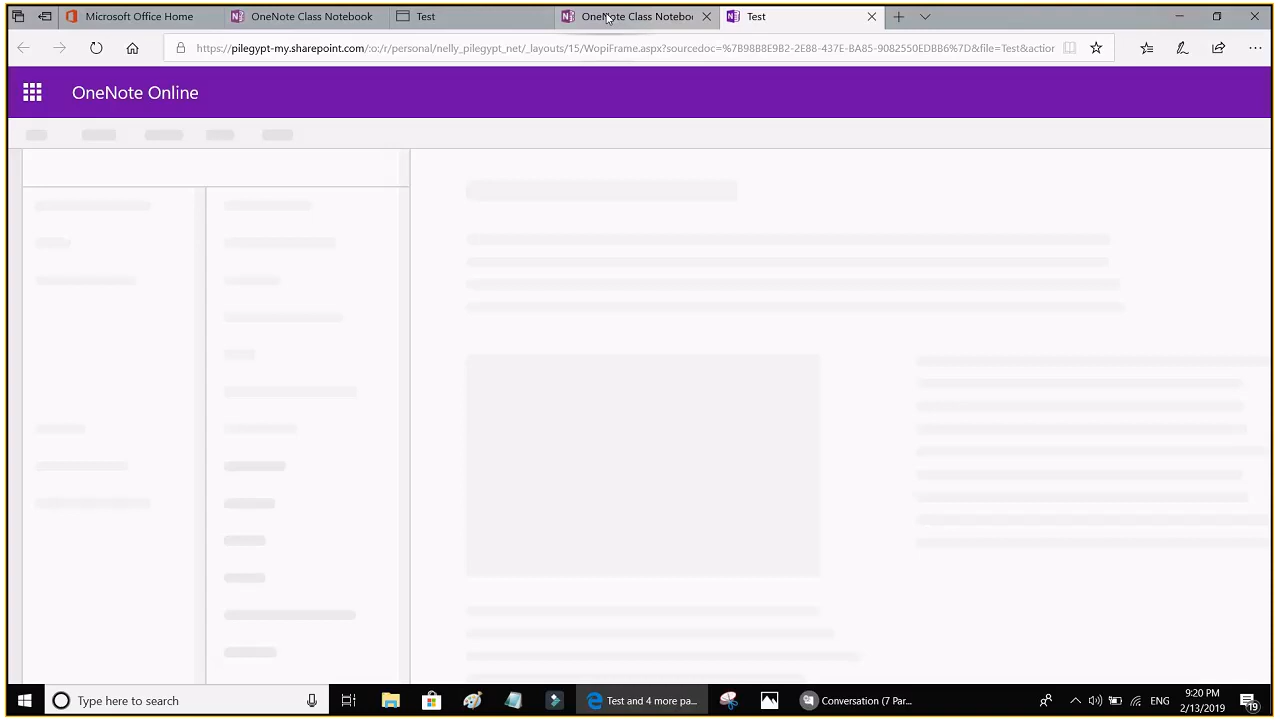 Microsoft Office Home
OneNote Class Notebook
Test
OneNote Class Noteboo
Test
https://pilegypt-my.sharepoint.com/:o:/r/personal/nelly_pilegypt_net/_layouts/15/WopiFrame.aspx?sourcedoc=%7B98B8E9B2-2E88-437E-BA85-9082550EDBB6%7D&file=Test&action
OneNote Online
Type here to search
Test and 4 more pa...
Conversation (7 Par...
ENG
9:20 PM
2/13/2019
19